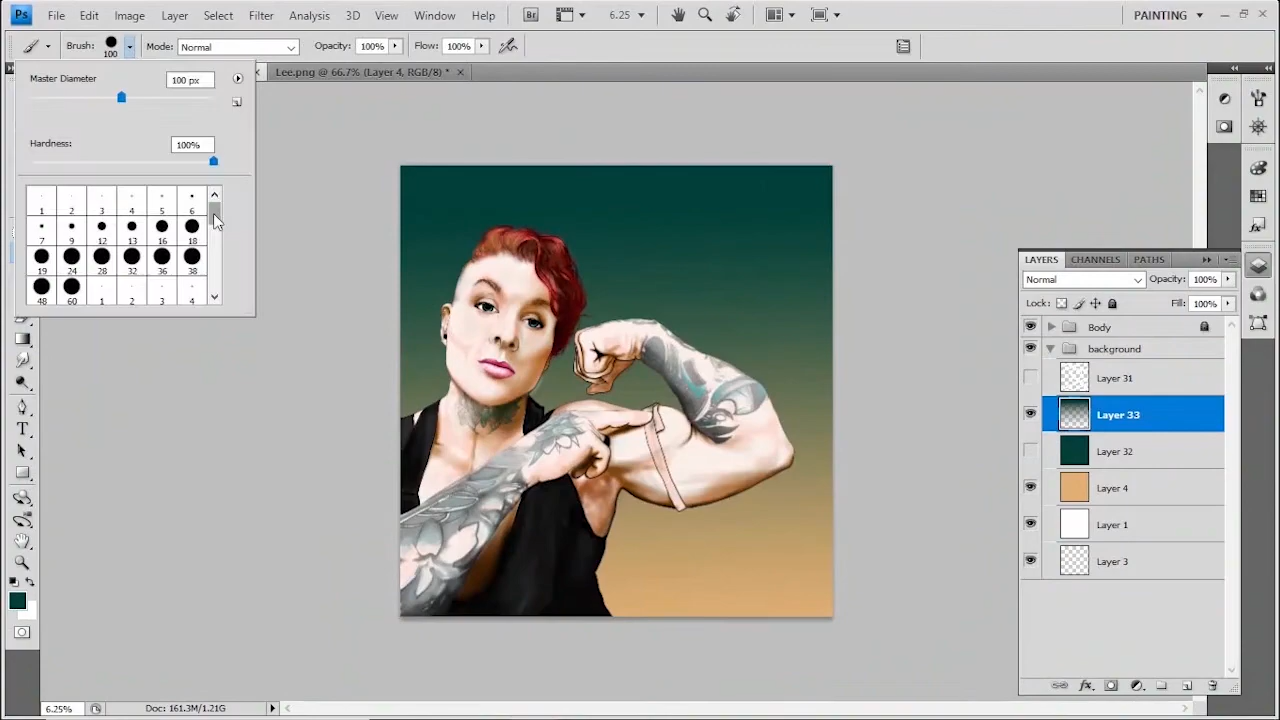 Ps File Edit Image Layer Select Filter Analysis 3D View Window Help Br 6.25 PAINTING
Brush: 100 Mode: Normal Opacity: 100% Flow: 100%
Lee.png @ 66.7% (Layer 4, RGB/8) *
Master Diameter 100 px
Hardness: 100%
1 2 3 4 5 6
7 9 12 13 16 18
19 24 28 32 36 38
48 60 1 2 3 4
LAYERS CHANNELS PATHS
Normal Opacity: 100%
Lock: Fill: 100%
Body
background
Layer 31
Layer 33
Layer 32
Layer 4
Layer 1
Layer 3
6.25% Doc: 161.3M/1.21G